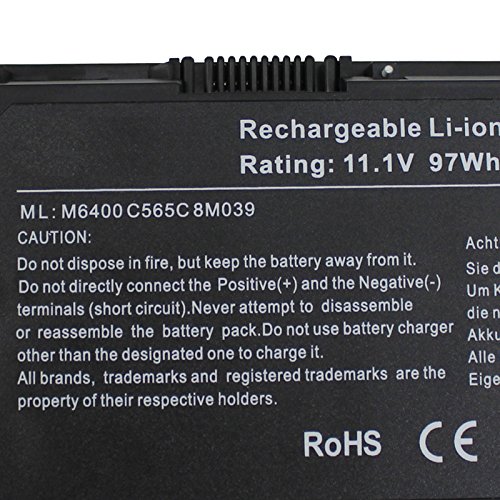 Rechargeable Li-ion
Rating: 11.1V 97Wh
ML: M6400 C565C 8M039
CAUTION:
Do not dispose in fire, but keep the battery away from it.
Do not directly connect the Positive(+) and the Negative(-)
terminals (short circuit).Never attempt to disassemble
or reassemble the battery pack.Do not use battery charger
other than the designated one to charge it.
All brands, trademarks and registered trademarks are the
property of their respective holders.
Acht
Sie d
Um K
die n
Akku
Alle
Eige
RoHS CE